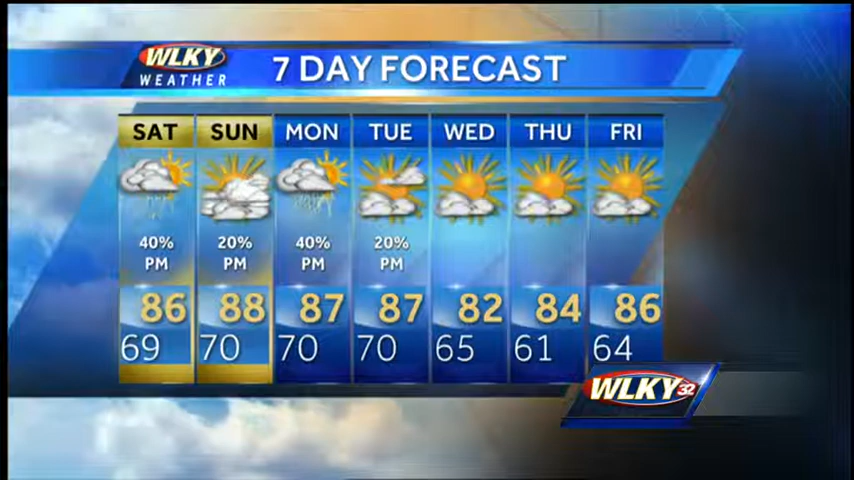 WLKY
WEATHER
7 DAY FORECAST
SAT SUN MON TUE WED THU FRI
40% 20% 40% 20%
PM PM PM PM
86 88 87 87 82 84 86
69 70 70 70 65 61 64
WLKY 32